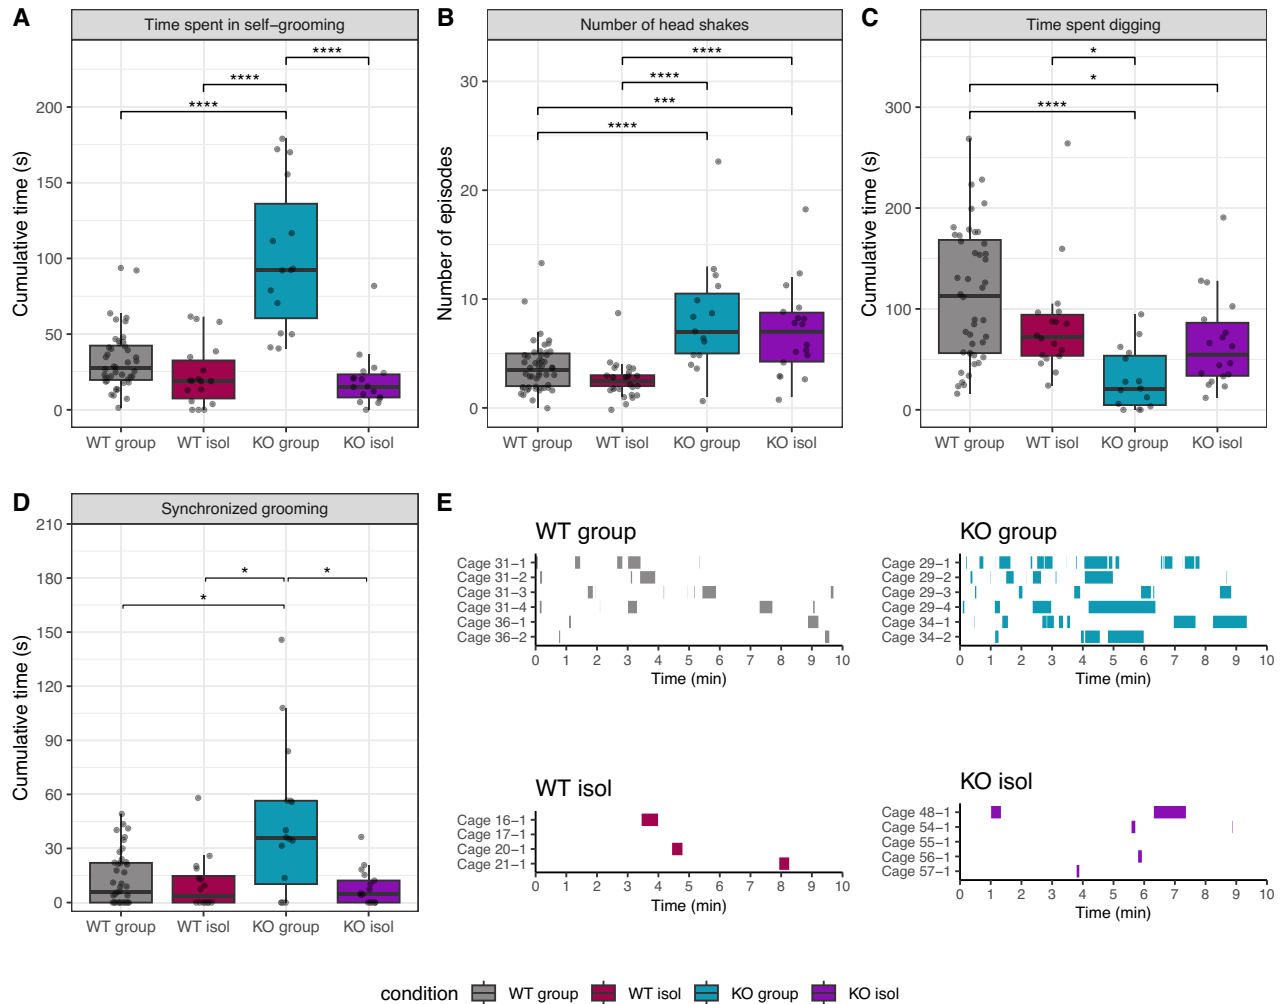 A
Time spent in self−grooming
Cumulative time (s)
200
150
100
50
0
****
****
****
WT group WT isol KO group KO isol
B
Number of head shakes
Number of episodes
30
20
10
0
****
****
***
****
WT group WT isol KO group KO isol
C
Time spent digging
Cumulative time (s)
300
200
100
0
*
*
****
WT group WT isol KO group KO isol
D
Synchronized grooming
Cumulative time (s)
210
180
150
120
90
60
30
0
* *
*
WT group WT isol KO group KO isol
E
WT group
Cage 31−1
Cage 31−2
Cage 31−3
Cage 31−4
Cage 36−1
Cage 36−2
0 1 2 3 4 5 6 7 8 9 10
Time (min)
KO group
Cage 29−1
Cage 29−2
Cage 29−3
Cage 29−4
Cage 34−1
Cage 34−2
0 1 2 3 4 5 6 7 8 9 10
Time (min)
WT isol
Cage 16−1
Cage 17−1
Cage 20−1
Cage 21−1
0 1 2 3 4 5 6 7 8 9 10
Time (min)
KO isol
Cage 48−1
Cage 54−1
Cage 55−1
Cage 56−1
Cage 57−1
0 1 2 3 4 5 6 7 8 9 10
Time (min)
condition WT group WT isol KO group KO isol